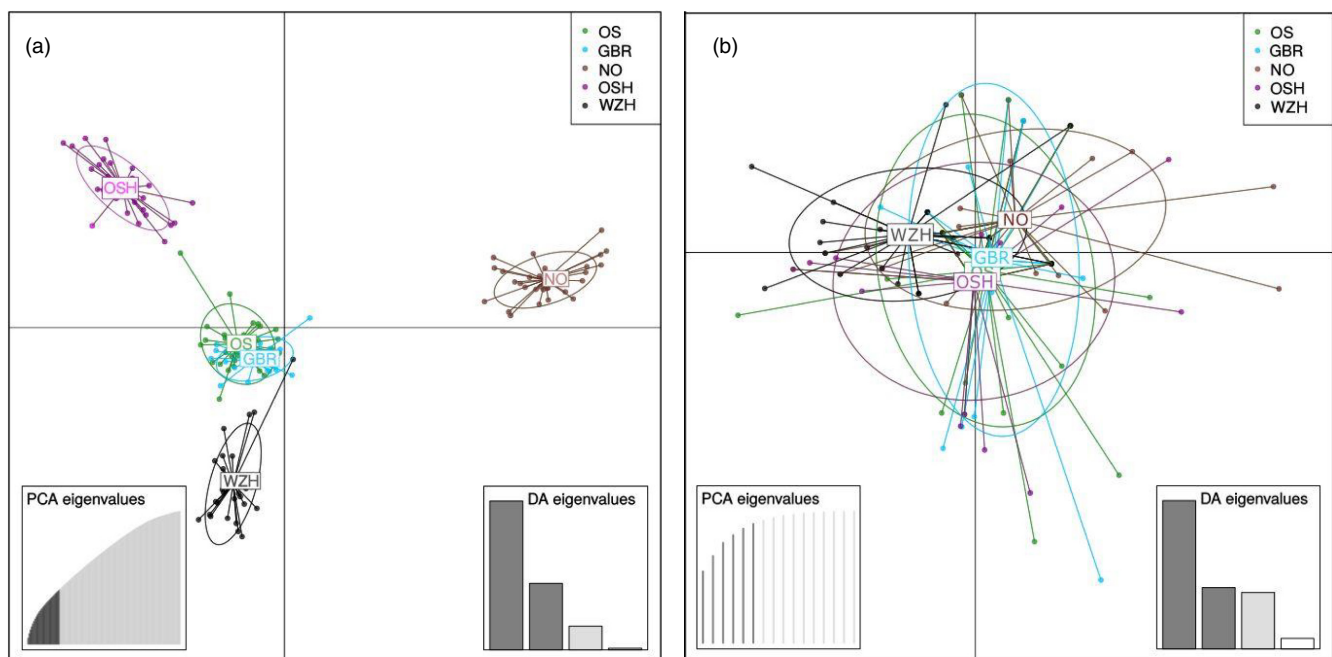 (a)
OS
GBR
NO
OSH
WZH
OSH
NO
OS
GBR
WZH
PCA eigenvalues
DA eigenvalues
(b)
OS
GBR
NO
OSH
WZH
NO
WZH
GBR
OS
OSH
PCA eigenvalues
DA eigenvalues